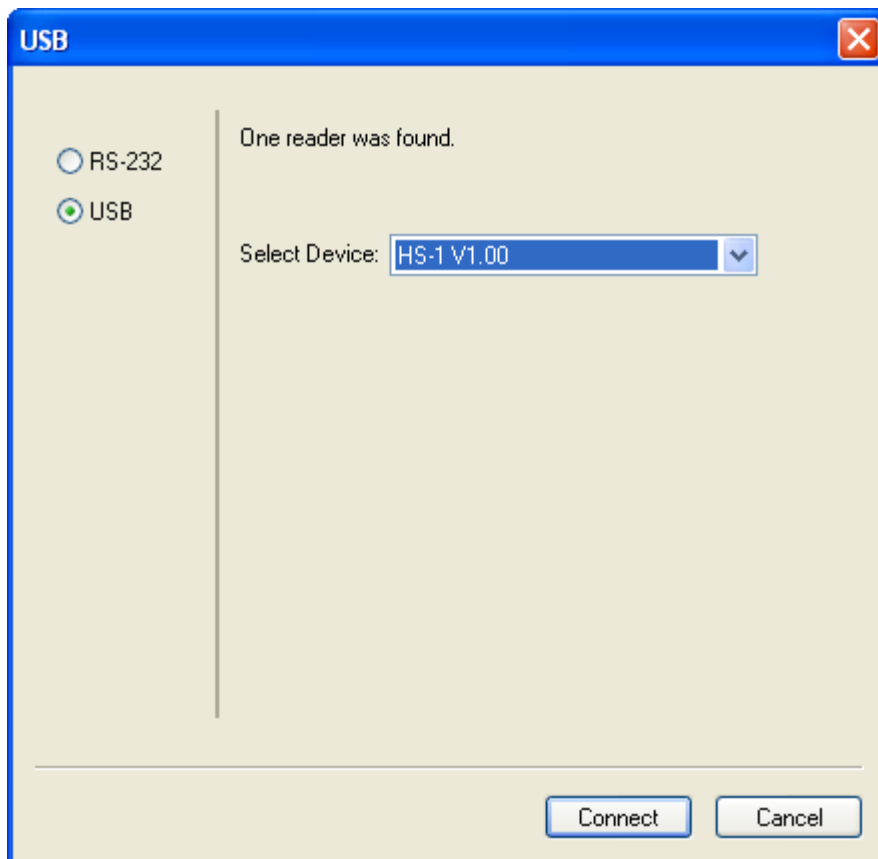 USB
RS-232
USB
One reader was found.
Select Device: HS-1 V1.00
Connect
Cancel